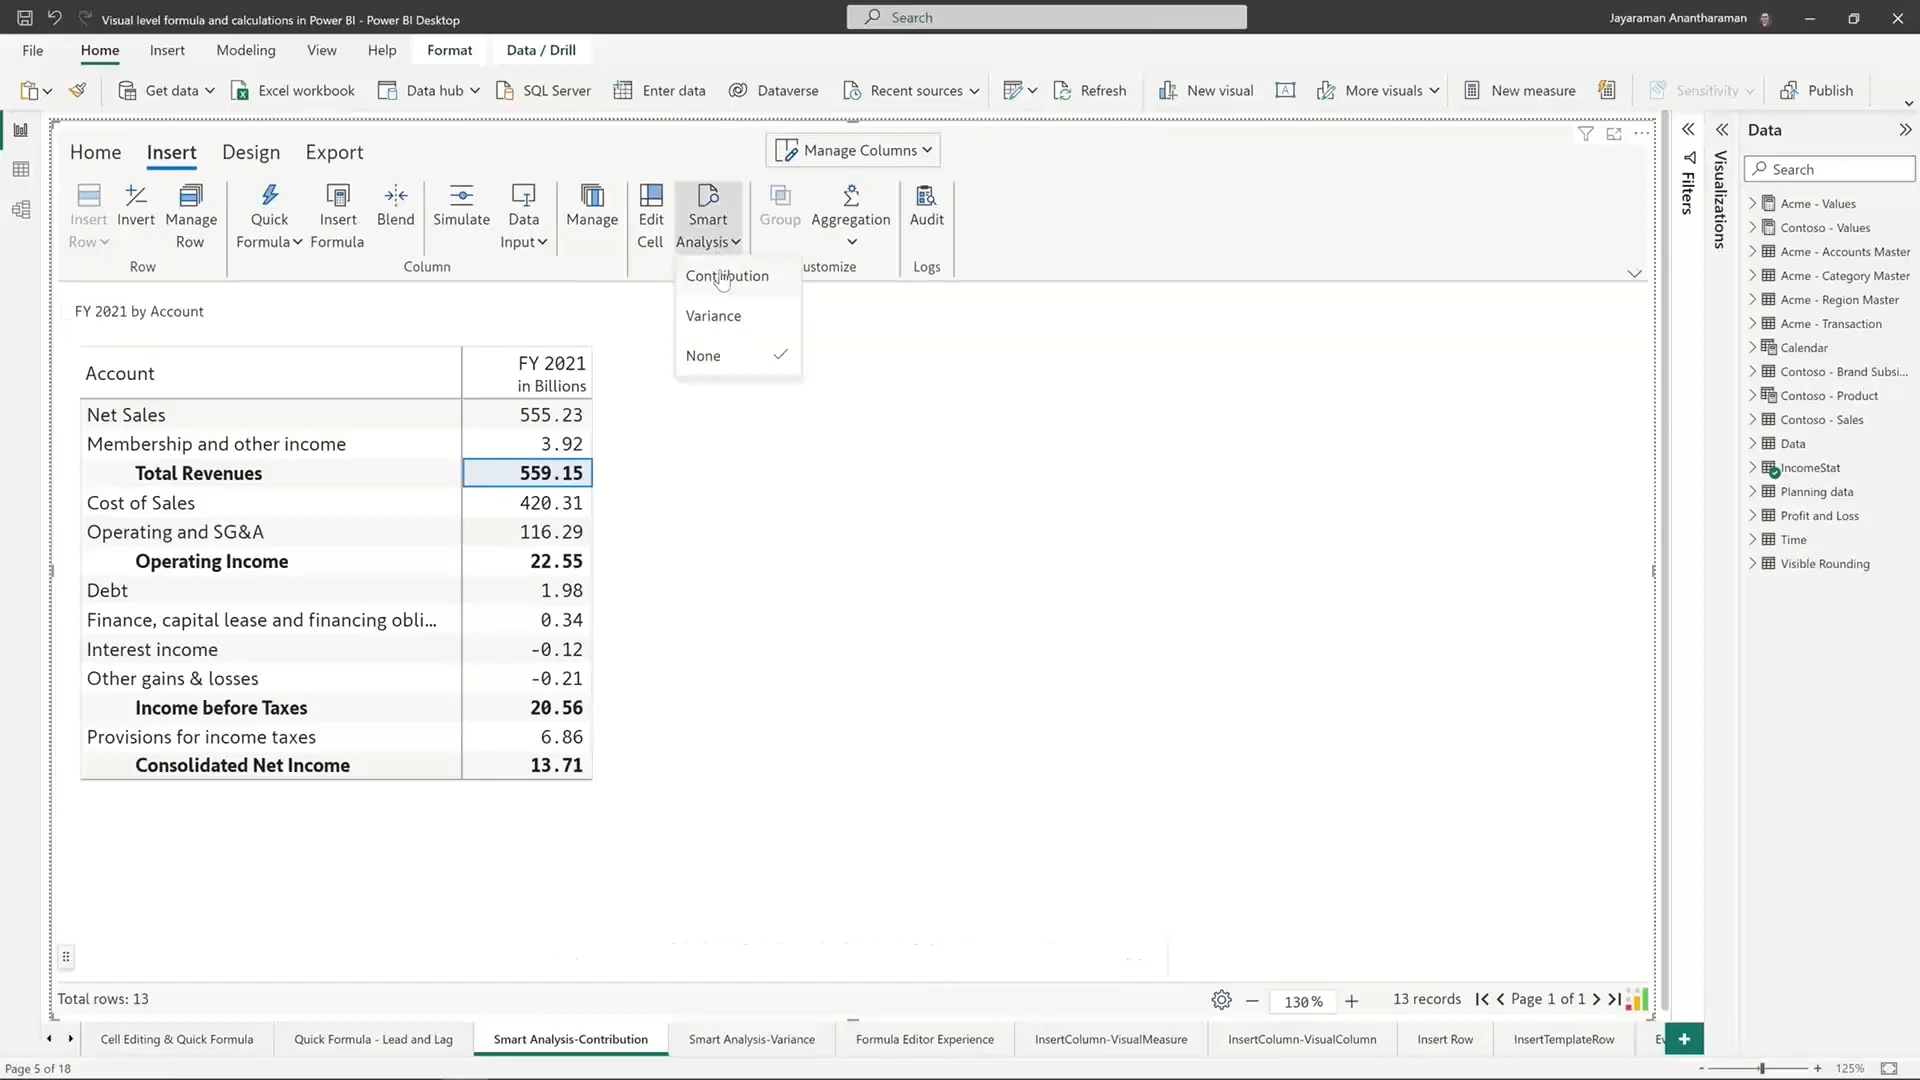 Visual level formula and calculations in Power BI - Power BI Desktop
Search
Jayaraman Anantharaman
File
Home
Insert
Modeling
View
Help
Format
Data / Drill
Get data
Excel workbook
Data hub
SQL Server
Enter data
Dataverse
Recent sources
Refresh
New visual
More visuals
New measure
Sensitivity
Publish
Home
Insert
Design
Export
Manage Columns
Insert
Row
Invert
Manage
Row
Quick
Formula
Insert
Formula
Blend
Simulate
Data
Input
Manage
Edit
Cell
Smart
Analysis
Group
Aggregation
Audit
Row
Column
ustomize
Logs
Contribution
Variance
None
FY 2021 by Account
Account
FY 2021
in Billions
Net Sales 555.23
Membership and other income 3.92
Total Revenues 559.15
Cost of Sales 420.31
Operating and SG&A 116.29
Operating Income 22.55
Debt 1.98
Finance, capital lease and financing obli... 0.34
Interest income -0.12
Other gains & losses -0.21
Income before Taxes 20.56
Provisions for income taxes 6.86
Consolidated Net Income 13.71
Filters
Visualizations
Data
Search
Acme - Values
Contoso - Values
Acme - Accounts Master
Acme - Category Master
Acme - Region Master
Acme - Transaction
Calendar
Contoso - Brand Subsi...
Contoso - Product
Contoso - Sales
Data
IncomeStat
Planning data
Profit and Loss
Time
Visible Rounding
Total rows: 13
130%
13 records
Page 1 of 1
Cell Editing & Quick Formula
Quick Formula - Lead and Lag
Smart Analysis-Contribution
Smart Analysis-Variance
Formula Editor Experience
InsertColumn-VisualMeasure
InsertColumn-VisualColumn
Insert Row
InsertTemplateRow
Page 5 of 18
125%